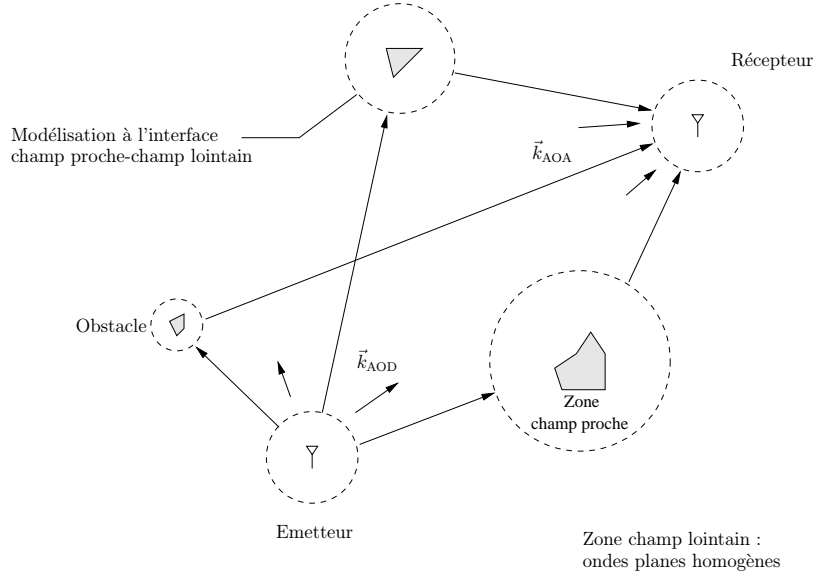 Récepteur
Modélisation à l'interface
champ proche-champ lointain
k⃗AOA
Obstacle
k⃗AOD
Zone
champ proche
Emetteur
Zone champ lointain :
ondes planes homogènes